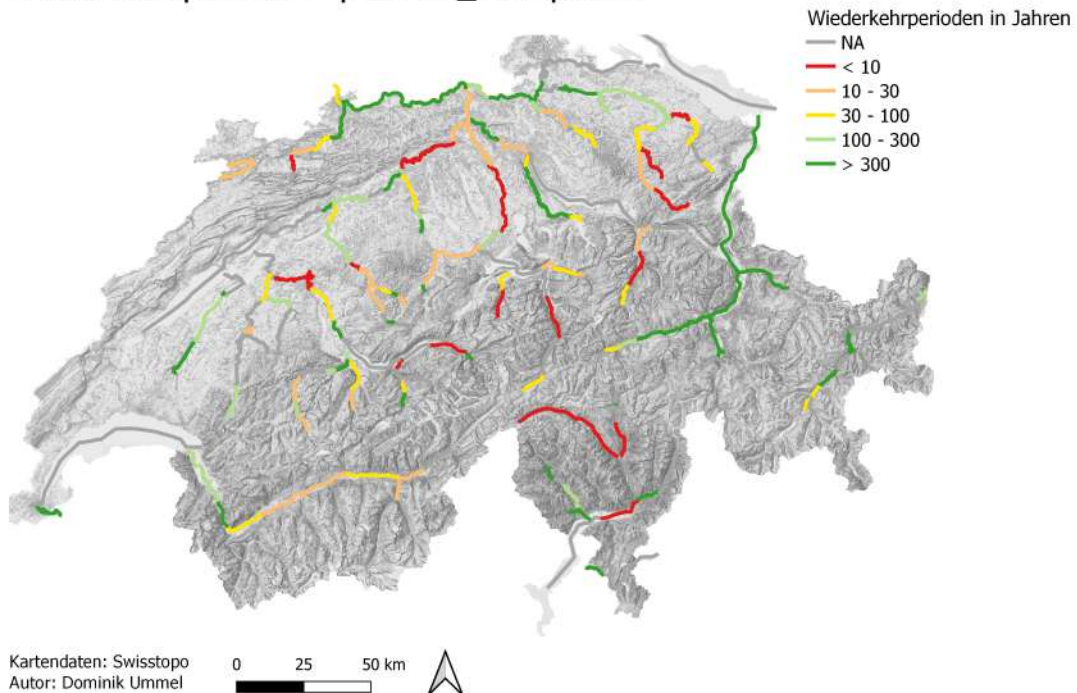 Wiederkehrperioden in Jahren
NA
< 10
10 - 30
30 - 100
100 - 300
> 300
Kartendaten: Swisstopo
Autor: Dominik Ummel
0 25 50 km